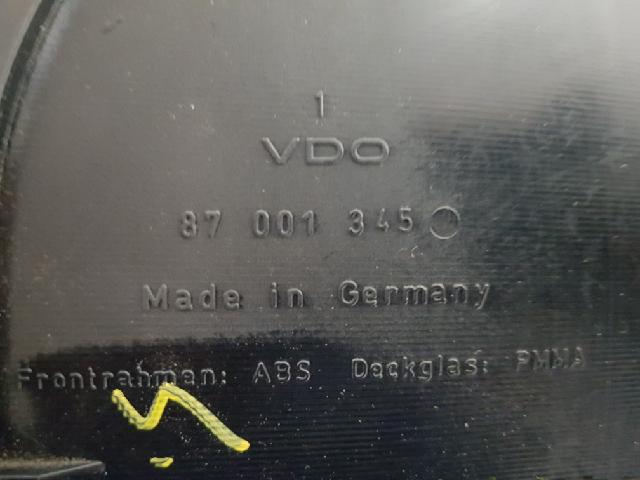 1
VDO
87 001 345
Made in Germany
Frontrahmen: ABS Deckglas: PMMA